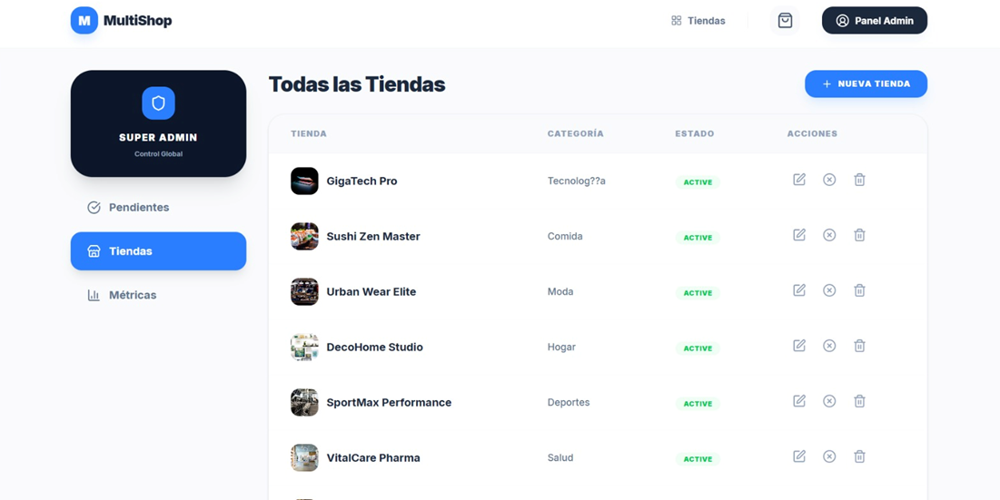 M MultiShop
Tiendas
Panel Admin
SUPER ADMIN
Control Global
Pendientes
Tiendas
Métricas
Todas las Tiendas
+ NUEVA TIENDA
TIENDA CATEGORÍA ESTADO ACCIONES
GigaTech Pro Tecnolog??a ACTIVE
Sushi Zen Master Comida ACTIVE
Urban Wear Elite Moda ACTIVE
DecoHome Studio Hogar ACTIVE
SportMax Performance Deportes ACTIVE
VitalCare Pharma Salud ACTIVE